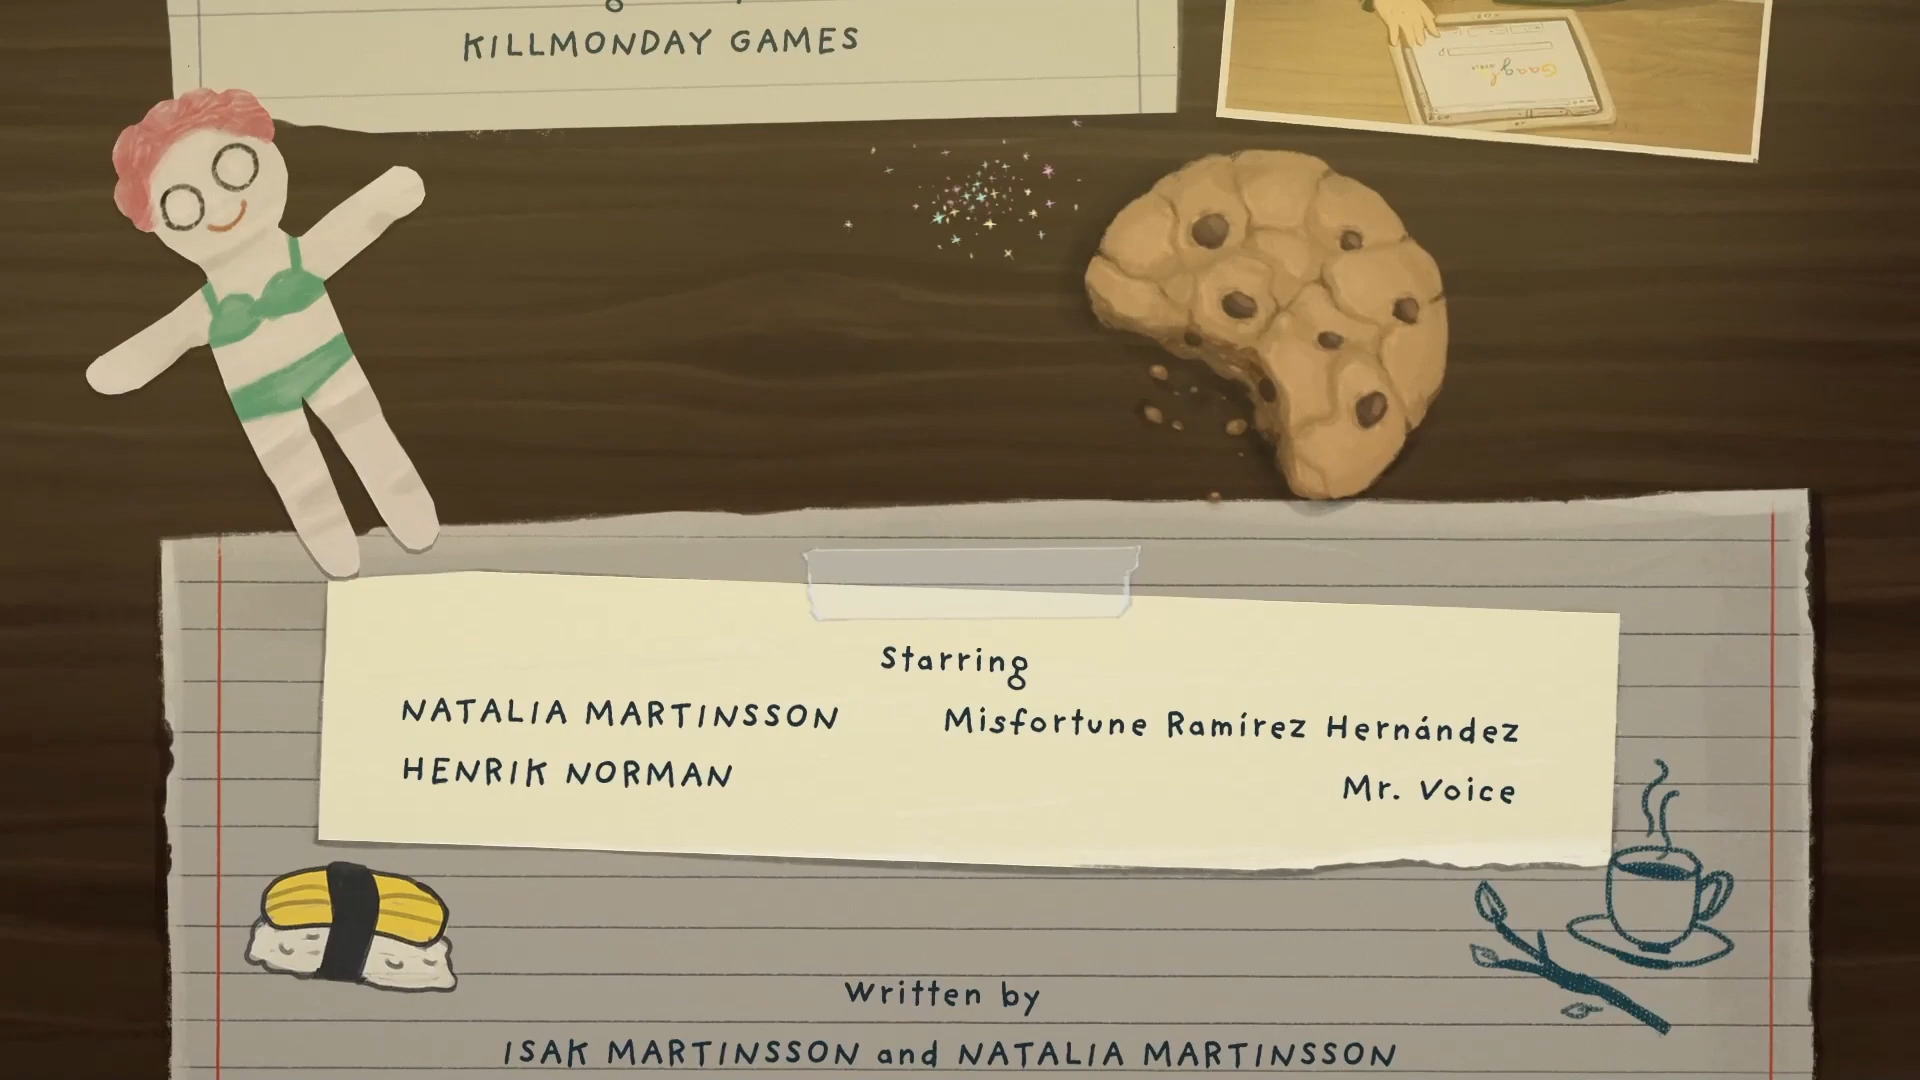 KILLMONDAY GAMES
Starring
NATALIA MARTINSSON Misfortune Ramírez Hernández
HENRIK NORMAN Mr. Voice
Written by
ISAK MARTINSSON and NATALIA MARTINSSON